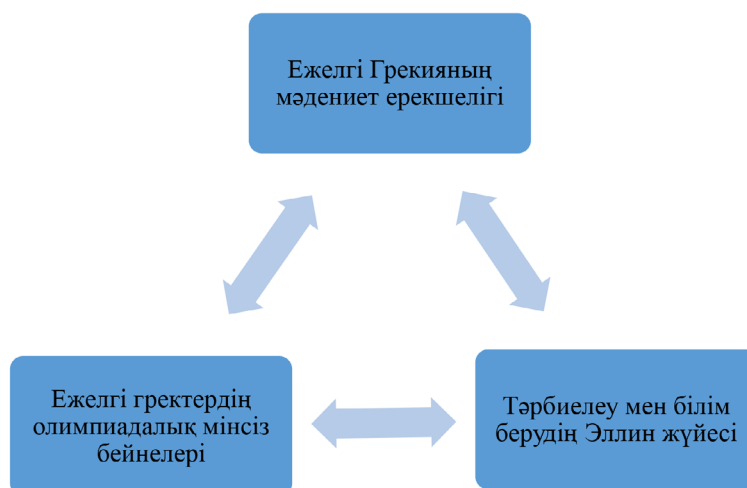 Ежелгі Грекияның
мәдениет ерекшелігі
Ежелгі гректердің
олимпиадалық мінсіз
бейнелері
Тәрбиелеу мен білім
берудің Эллин жүйесі